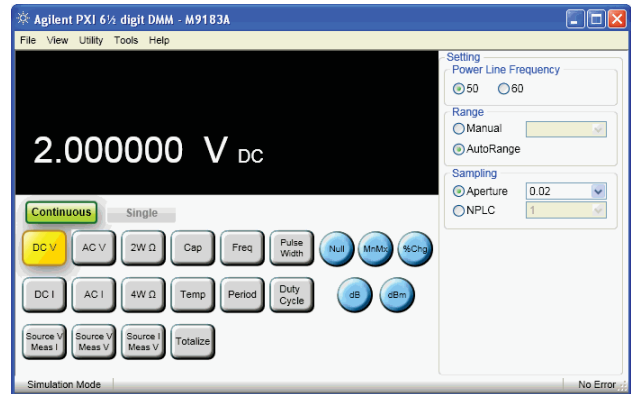 Agilent PXI 6½ digit DMM - M9183A
File View Utility Tools Help
2.000000 V DC
Setting
Power Line Frequency
50 60
Range
Manual
AutoRange
Sampling
Aperture 0.02
NPLC 1
Continuous Single
DC V AC V 2W Ω Cap Freq Pulse Width Null MnMx %Chg
DC I AC I 4W Ω Temp Period Duty Cycle dB dBm
Source V Meas I Source V Meas V Source I Meas V Totalize
Simulation Mode No Error